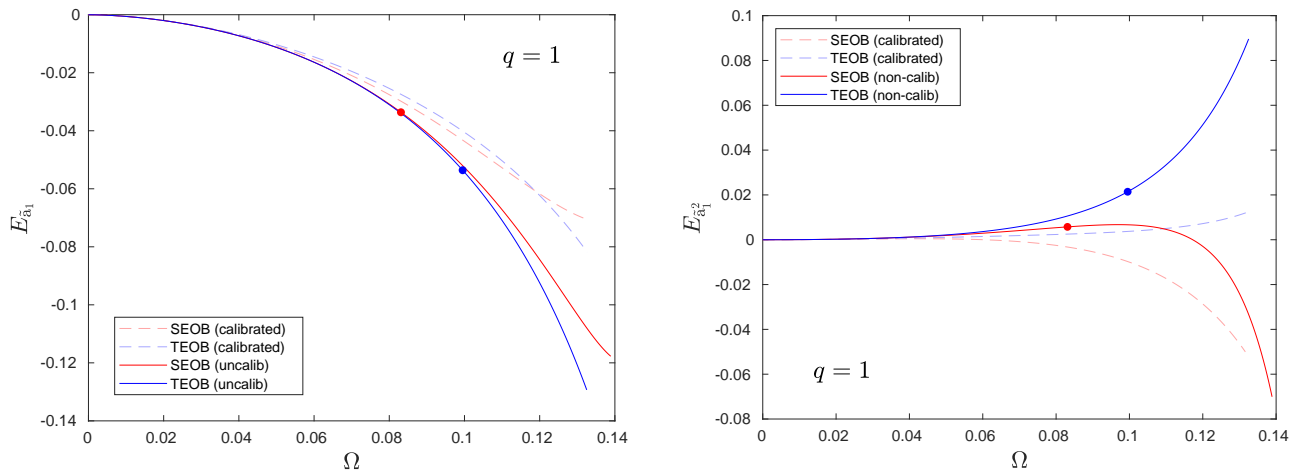 0
-0.02
-0.04
-0.06
-0.08
-0.1
-0.12
-0.14
0 0.02 0.04 0.06 0.08 0.1 0.12 0.14
E_{ã_1}
Ω
q = 1
SEOB (calibrated)
TEOB (calibrated)
SEOB (uncalib)
TEOB (uncalib)
0.1
0.08
0.06
0.04
0.02
0
-0.02
-0.04
-0.06
-0.08
0 0.02 0.04 0.06 0.08 0.1 0.12 0.14
E_{ã_1^2}
Ω
SEOB (calibrated)
TEOB (calibrated)
SEOB (non-calib)
TEOB (non-calib)
q = 1